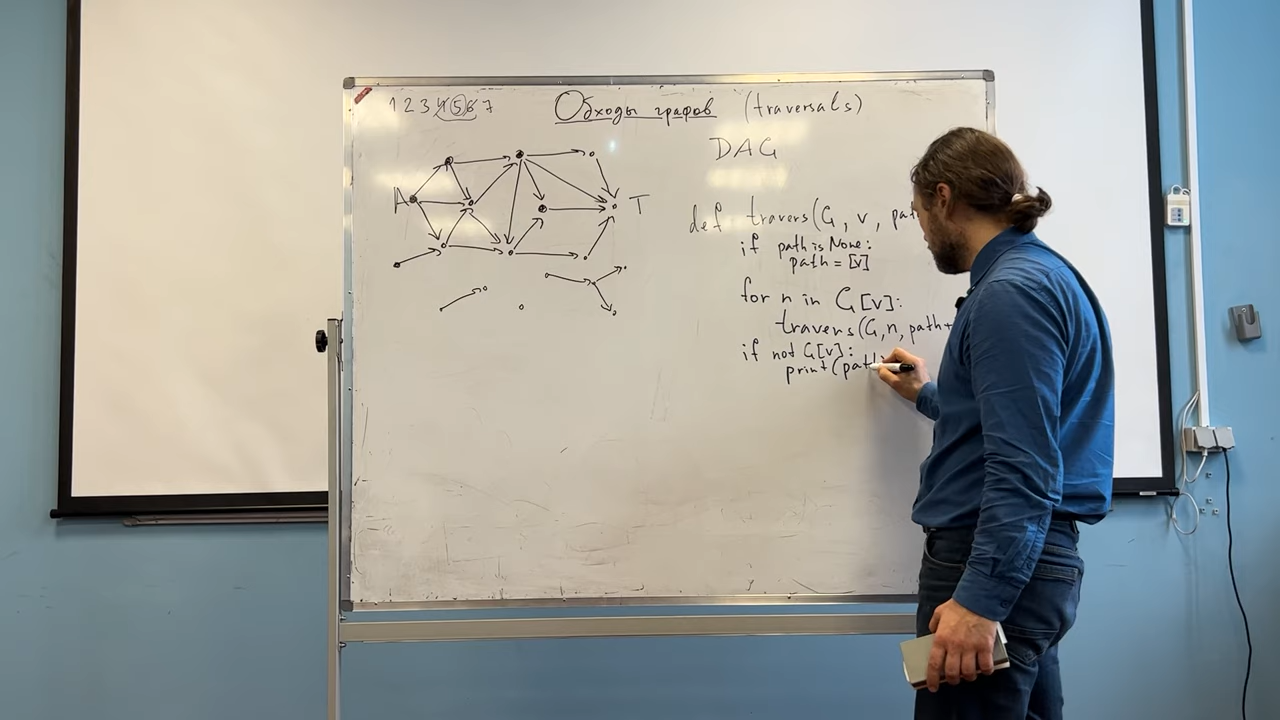 1 2 3 4 5 6 7
Обходы графов (traversals)
DAG
A
T
def travers(G, v, pat
if path is None:
path = [v]
for n in G[v]:
travers(G, n, path+
if not G[v]:
print(path